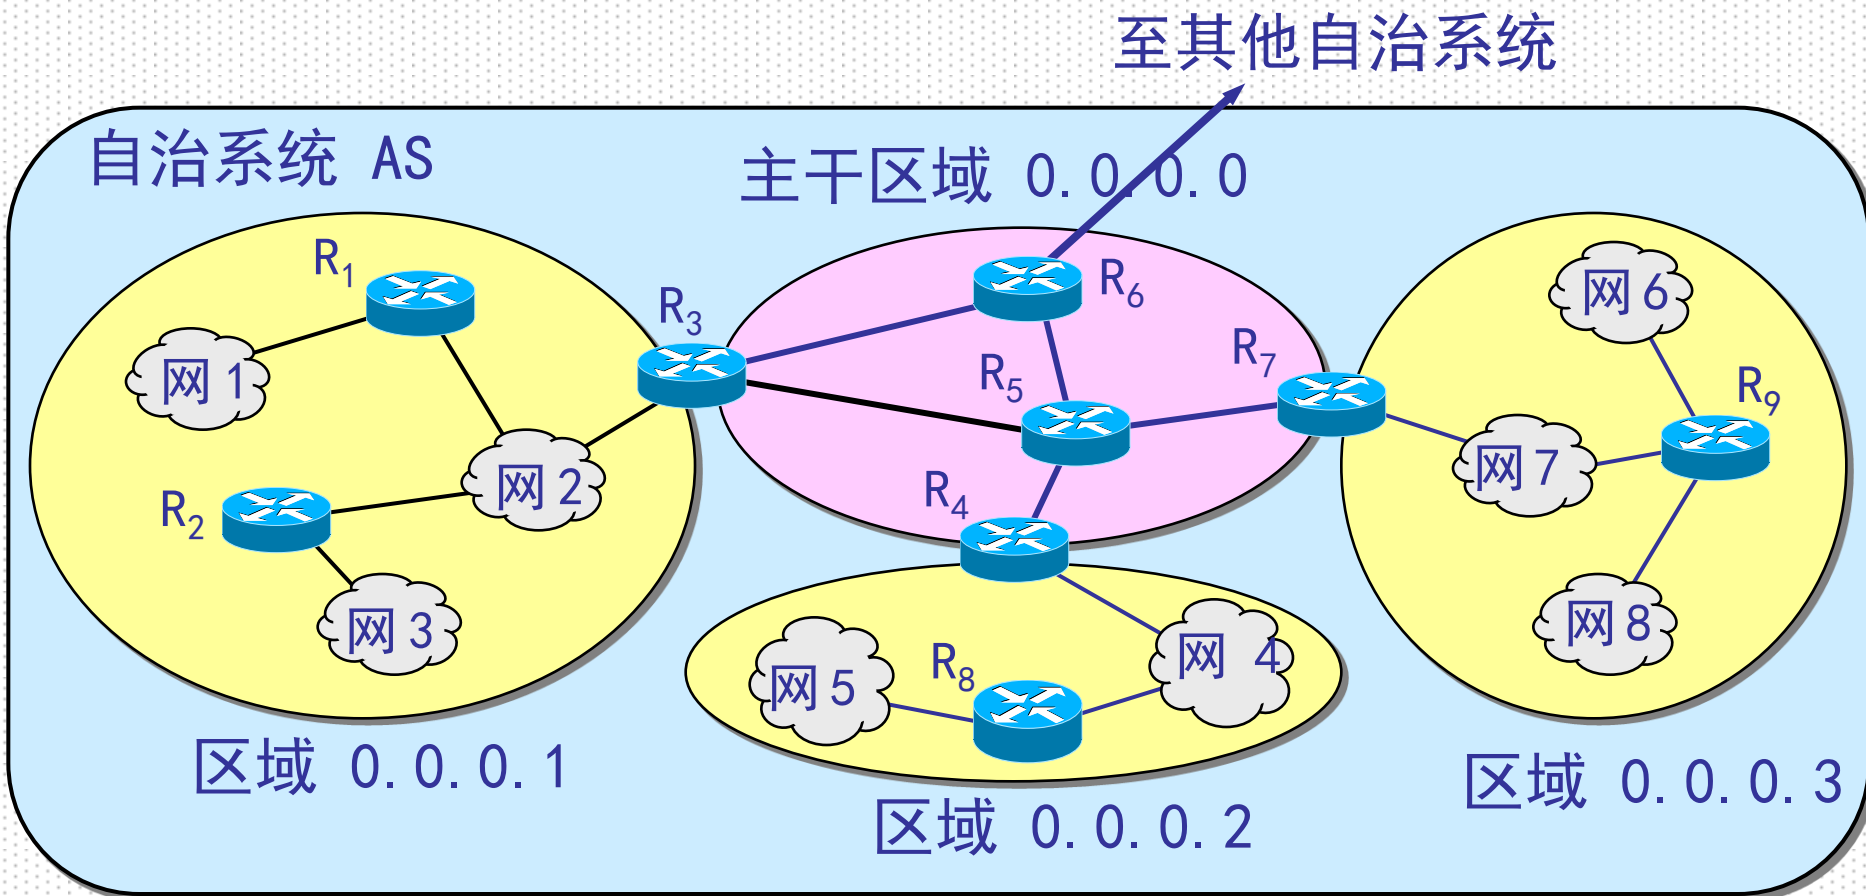 至其他自治系统
自治系统 AS
主干区域 0.0.0.0
R1
R3
R6
网6
R7
R5
R9
网1
网7
网2
R4
R2
网3
网8
网5
R8
网 4
区域 0.0.0.1
区域 0.0.0.2
区域 0.0.0.3